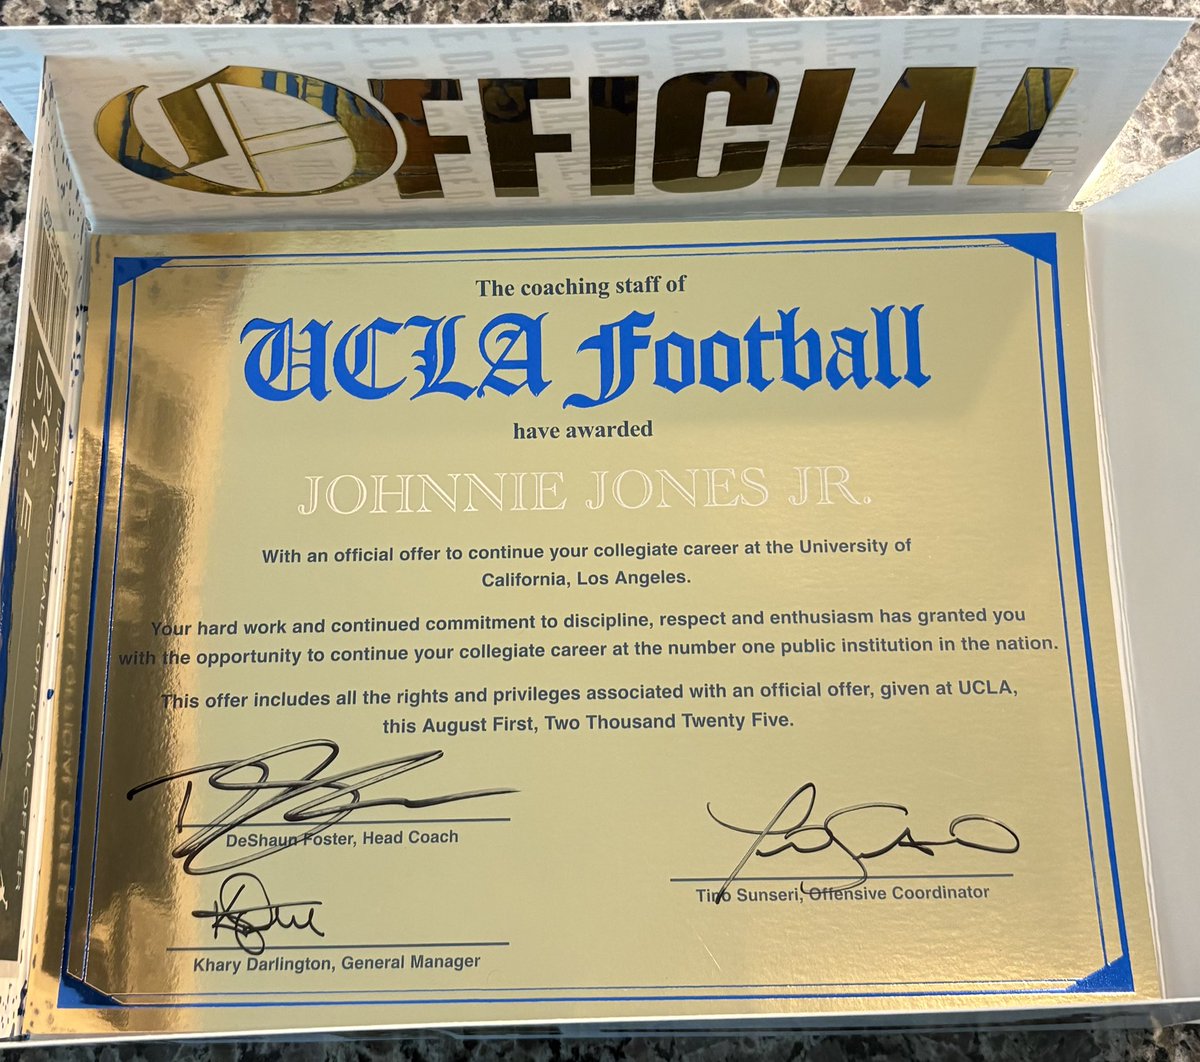 OFFICIAL
The coaching staff of
UCLA Football
have awarded
JOHNNIE JONES JR.
With an official offer to continue your collegiate career at the University of
California, Los Angeles.
Your hard work and continued commitment to discipline, respect and enthusiasm has granted you
with the opportunity to continue your collegiate career at the number one public institution in the nation.
This offer includes all the rights and privileges associated with an official offer, given at UCLA,
this August First, Two Thousand Twenty Five.
DeShaun Foster, Head Coach
Tino Sunseri, Offensive Coordinator
Khary Darlington, General Manager
UCLA FOOTBALL OFFICIAL OFFER